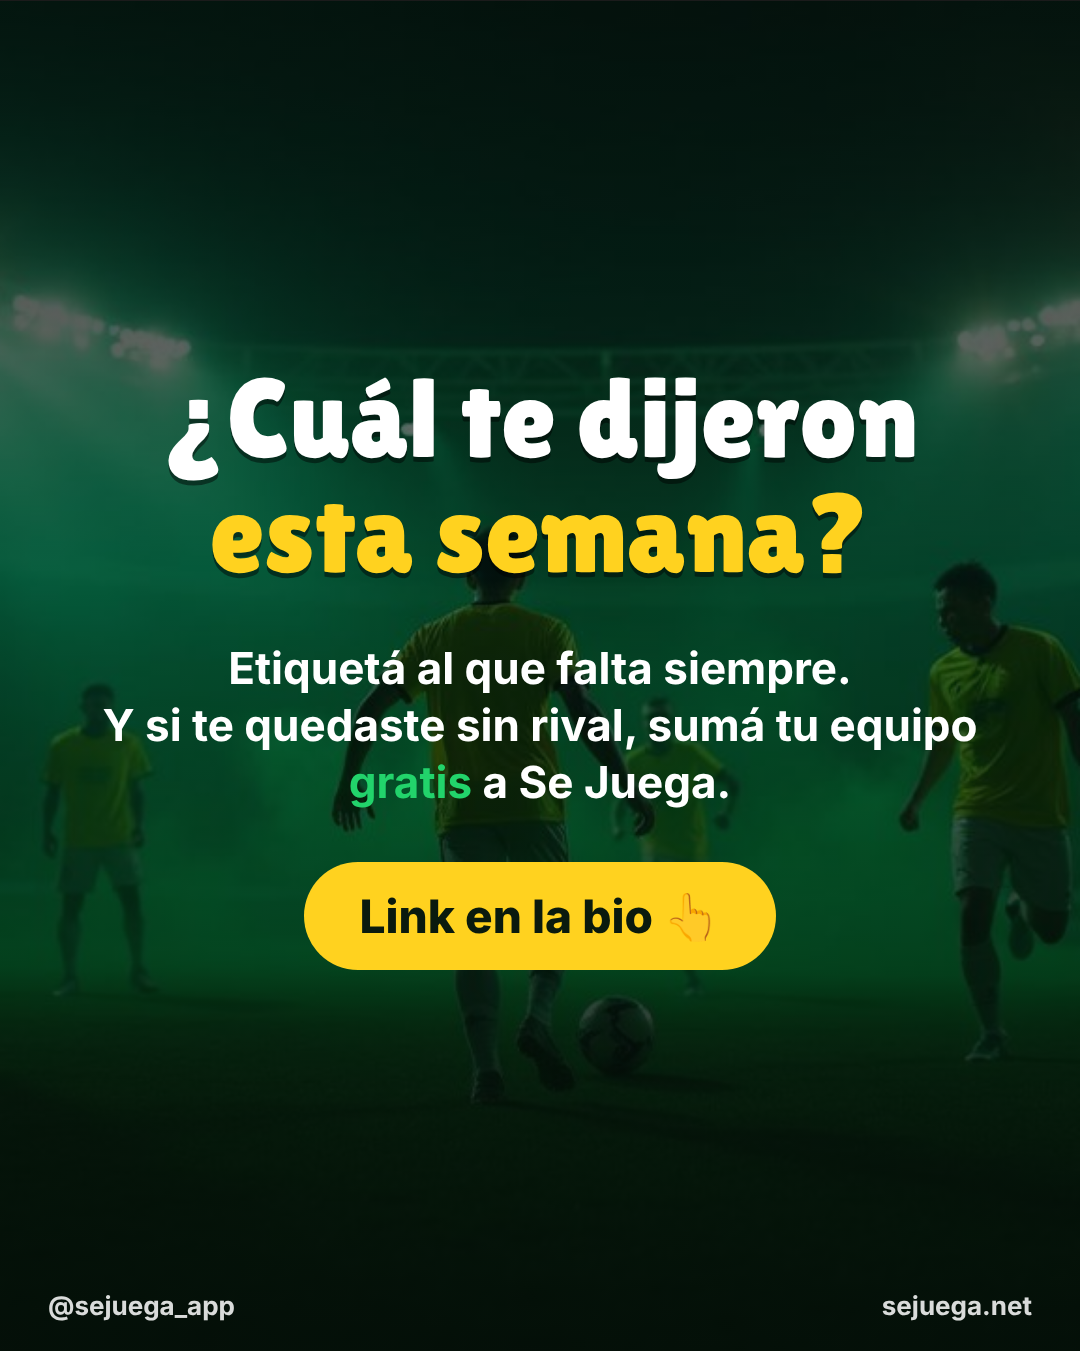 ¿Cuál te dijeron
esta semana?
Etiquetá al que falta siempre.
Y si te quedaste sin rival, sumá tu equipo
gratis a Se Juega.
Link en la bio 👆
@sejuega_app
sejuega.net